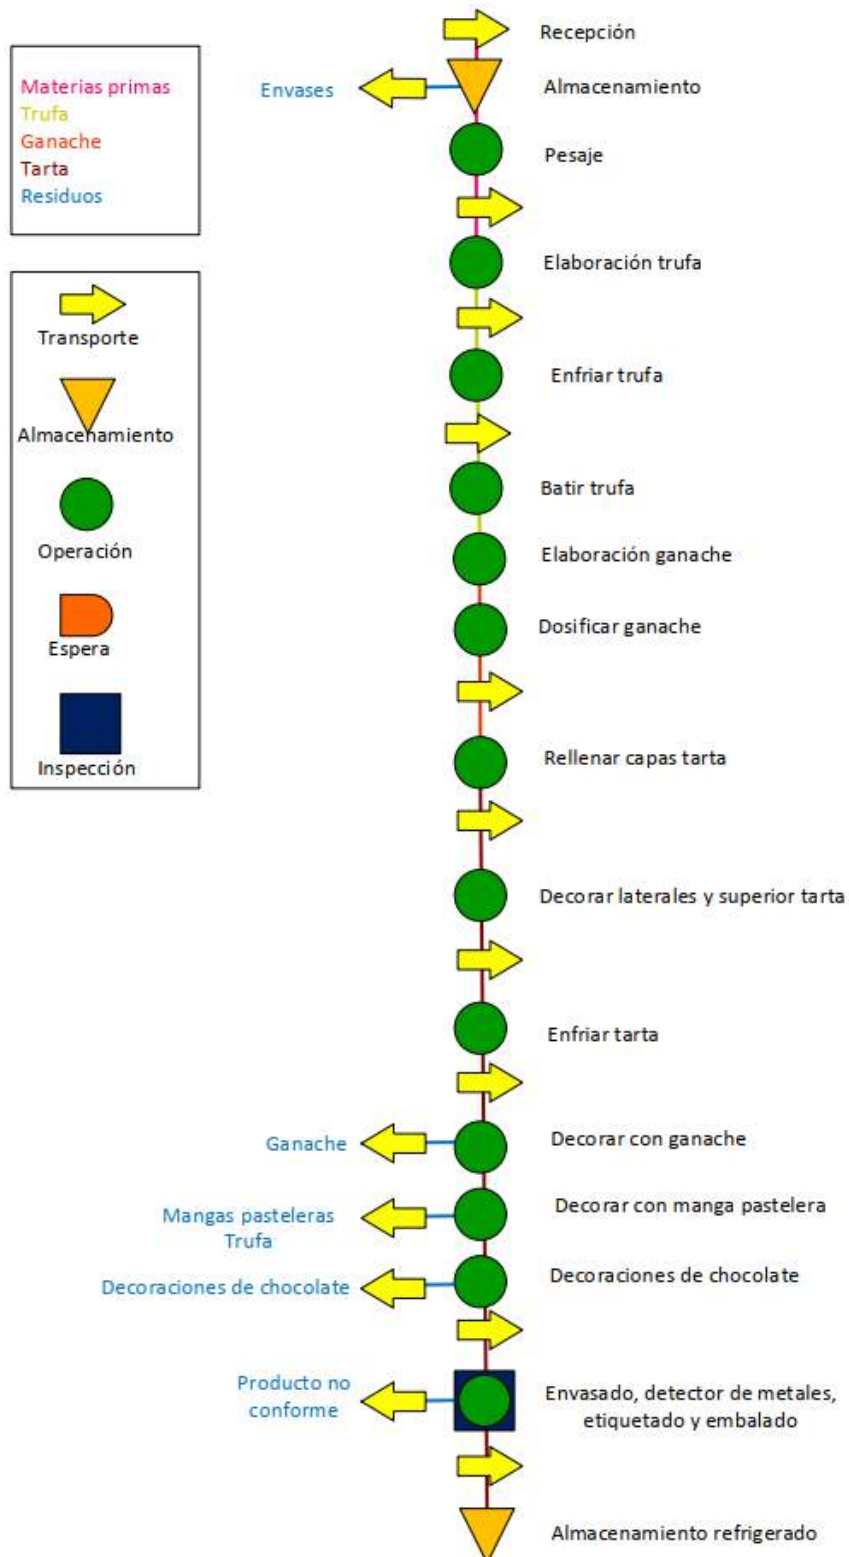 Materias primas
Trufa
Ganache
Tarta
Residuos
Transporte
Almacenamiento
Operación
Espera
Inspección
Recepción
Envases
Almacenamiento
Pesaje
Elaboración trufa
Enfriar trufa
Batir trufa
Elaboración ganache
Dosificar ganache
Rellenar capas tarta
Decorar laterales y superior tarta
Enfriar tarta
Ganache
Decorar con ganache
Mangas pasteleras
Trufa
Decorar con manga pastelera
Decoraciones de chocolate
Decoraciones de chocolate
Producto no
conforme
Envasado, detector de metales,
etiquetado y embalado
Almacenamiento refrigerado